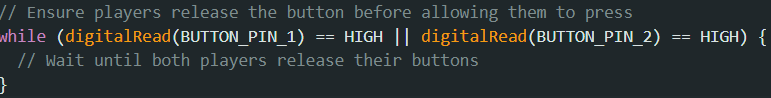 // Ensure players release the button before allowing them to press
while (digitalRead(BUTTON_PIN_1) == HIGH || digitalRead(BUTTON_PIN_2) == HIGH) {
  // Wait until both players release their buttons
}